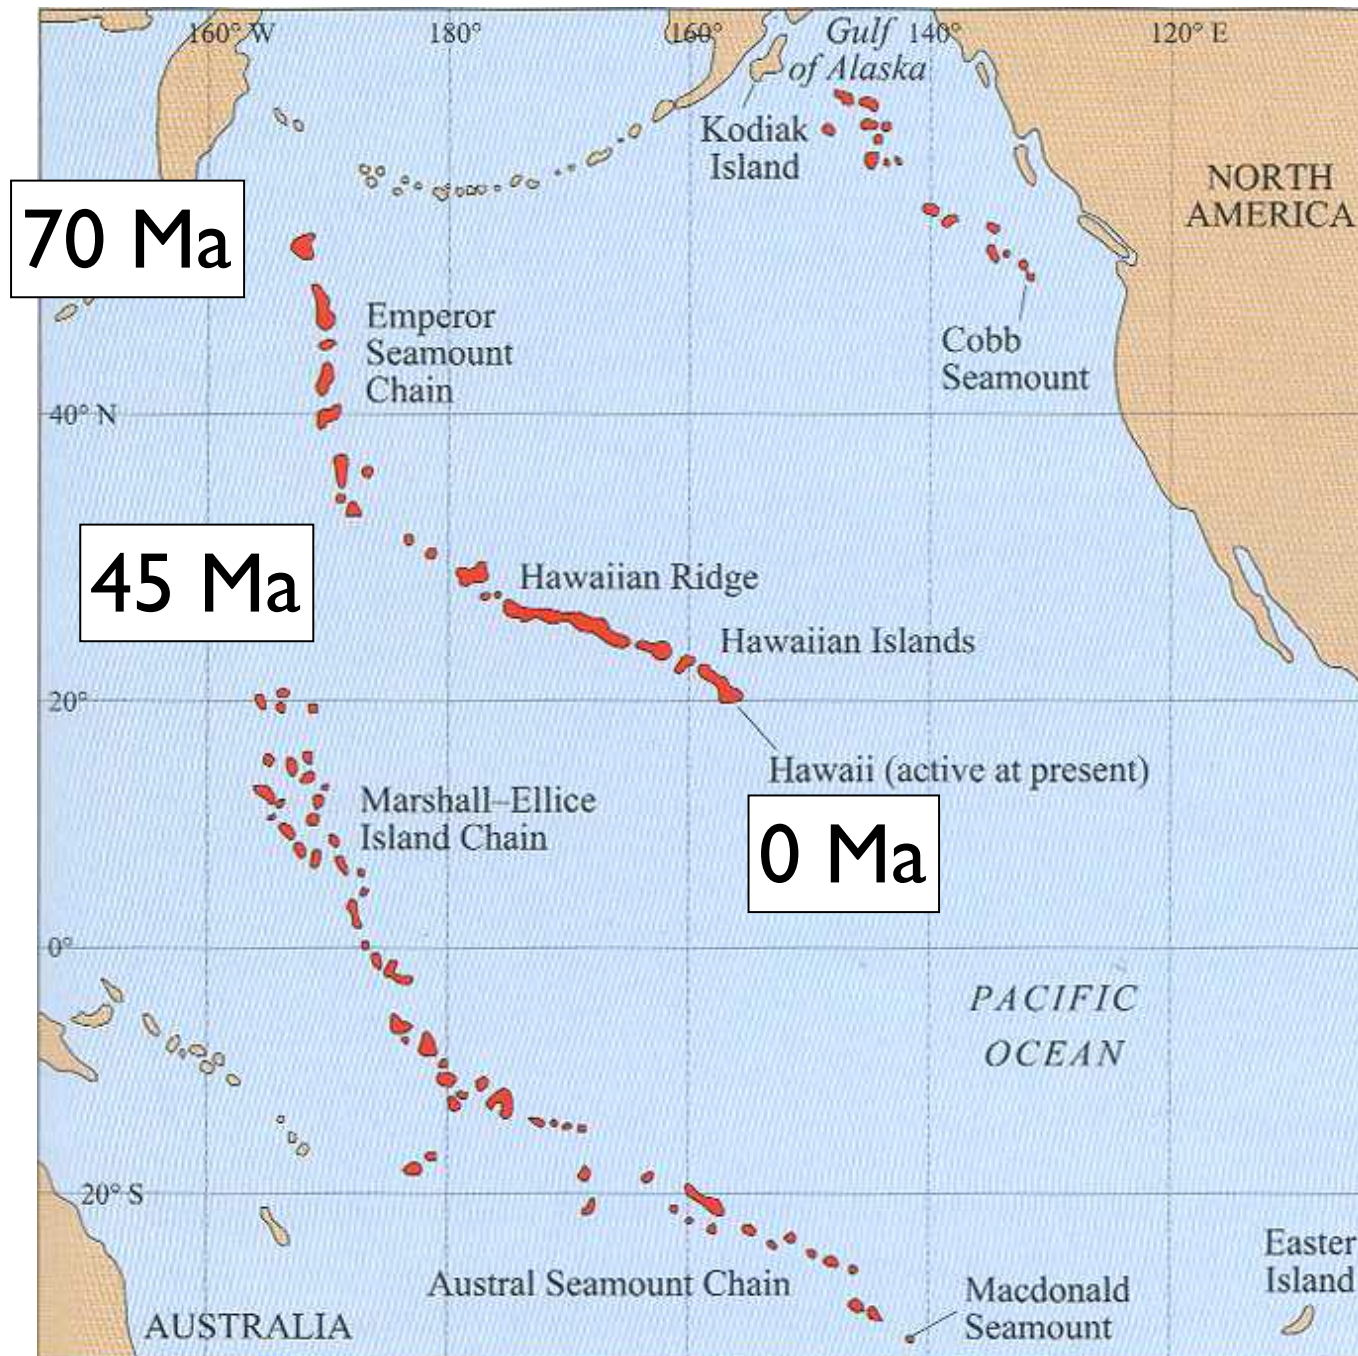 160° W
180°
160°
Gulf
of Alaska
140°
120° E
Kodiak
Island
NORTH
AMERICA
70 Ma
Emperor
Seamount
Chain
Cobb
Seamount
40° N
45 Ma
Hawaiian Ridge
Hawaiian Islands
20°
Hawaii (active at present)
Marshall–Ellice
Island Chain
0 Ma
0°
PACIFIC
OCEAN
20° S
Easter
Island
Austral Seamount Chain
Macdonald
Seamount
AUSTRALIA